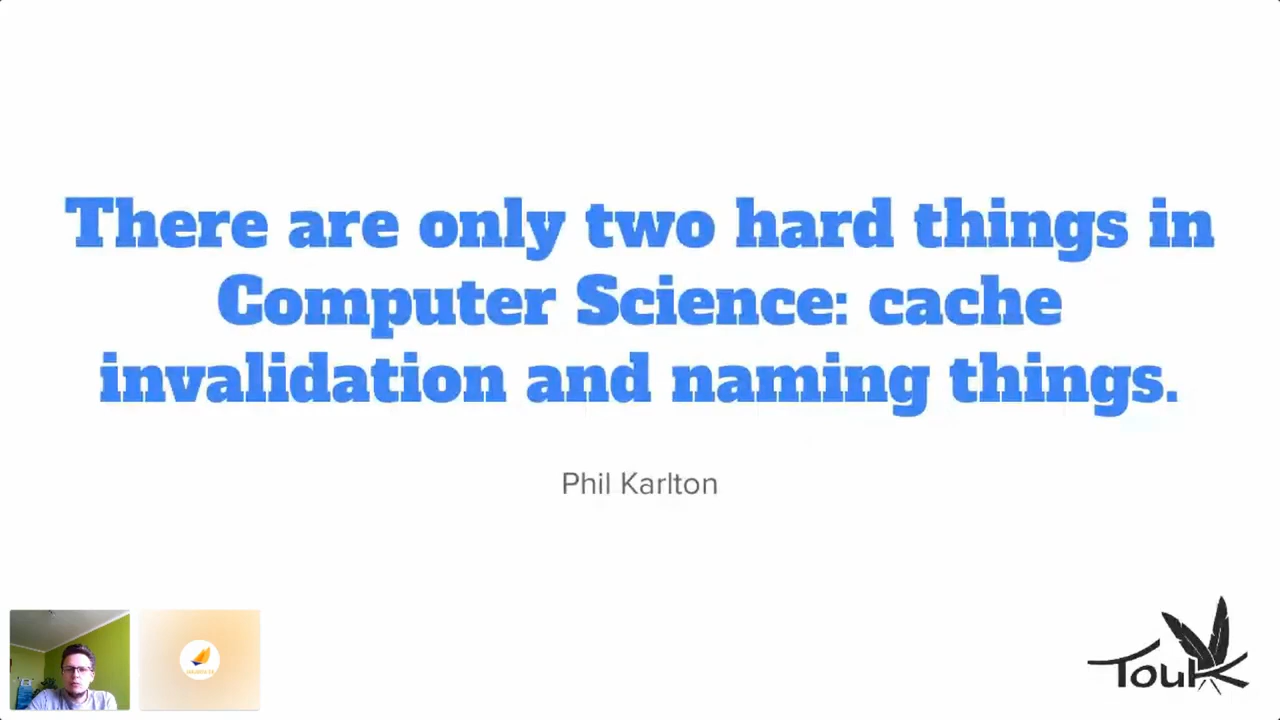 There are only two hard things in
Computer Science: cache
invalidation and naming things.
Phil Karlton
Touk